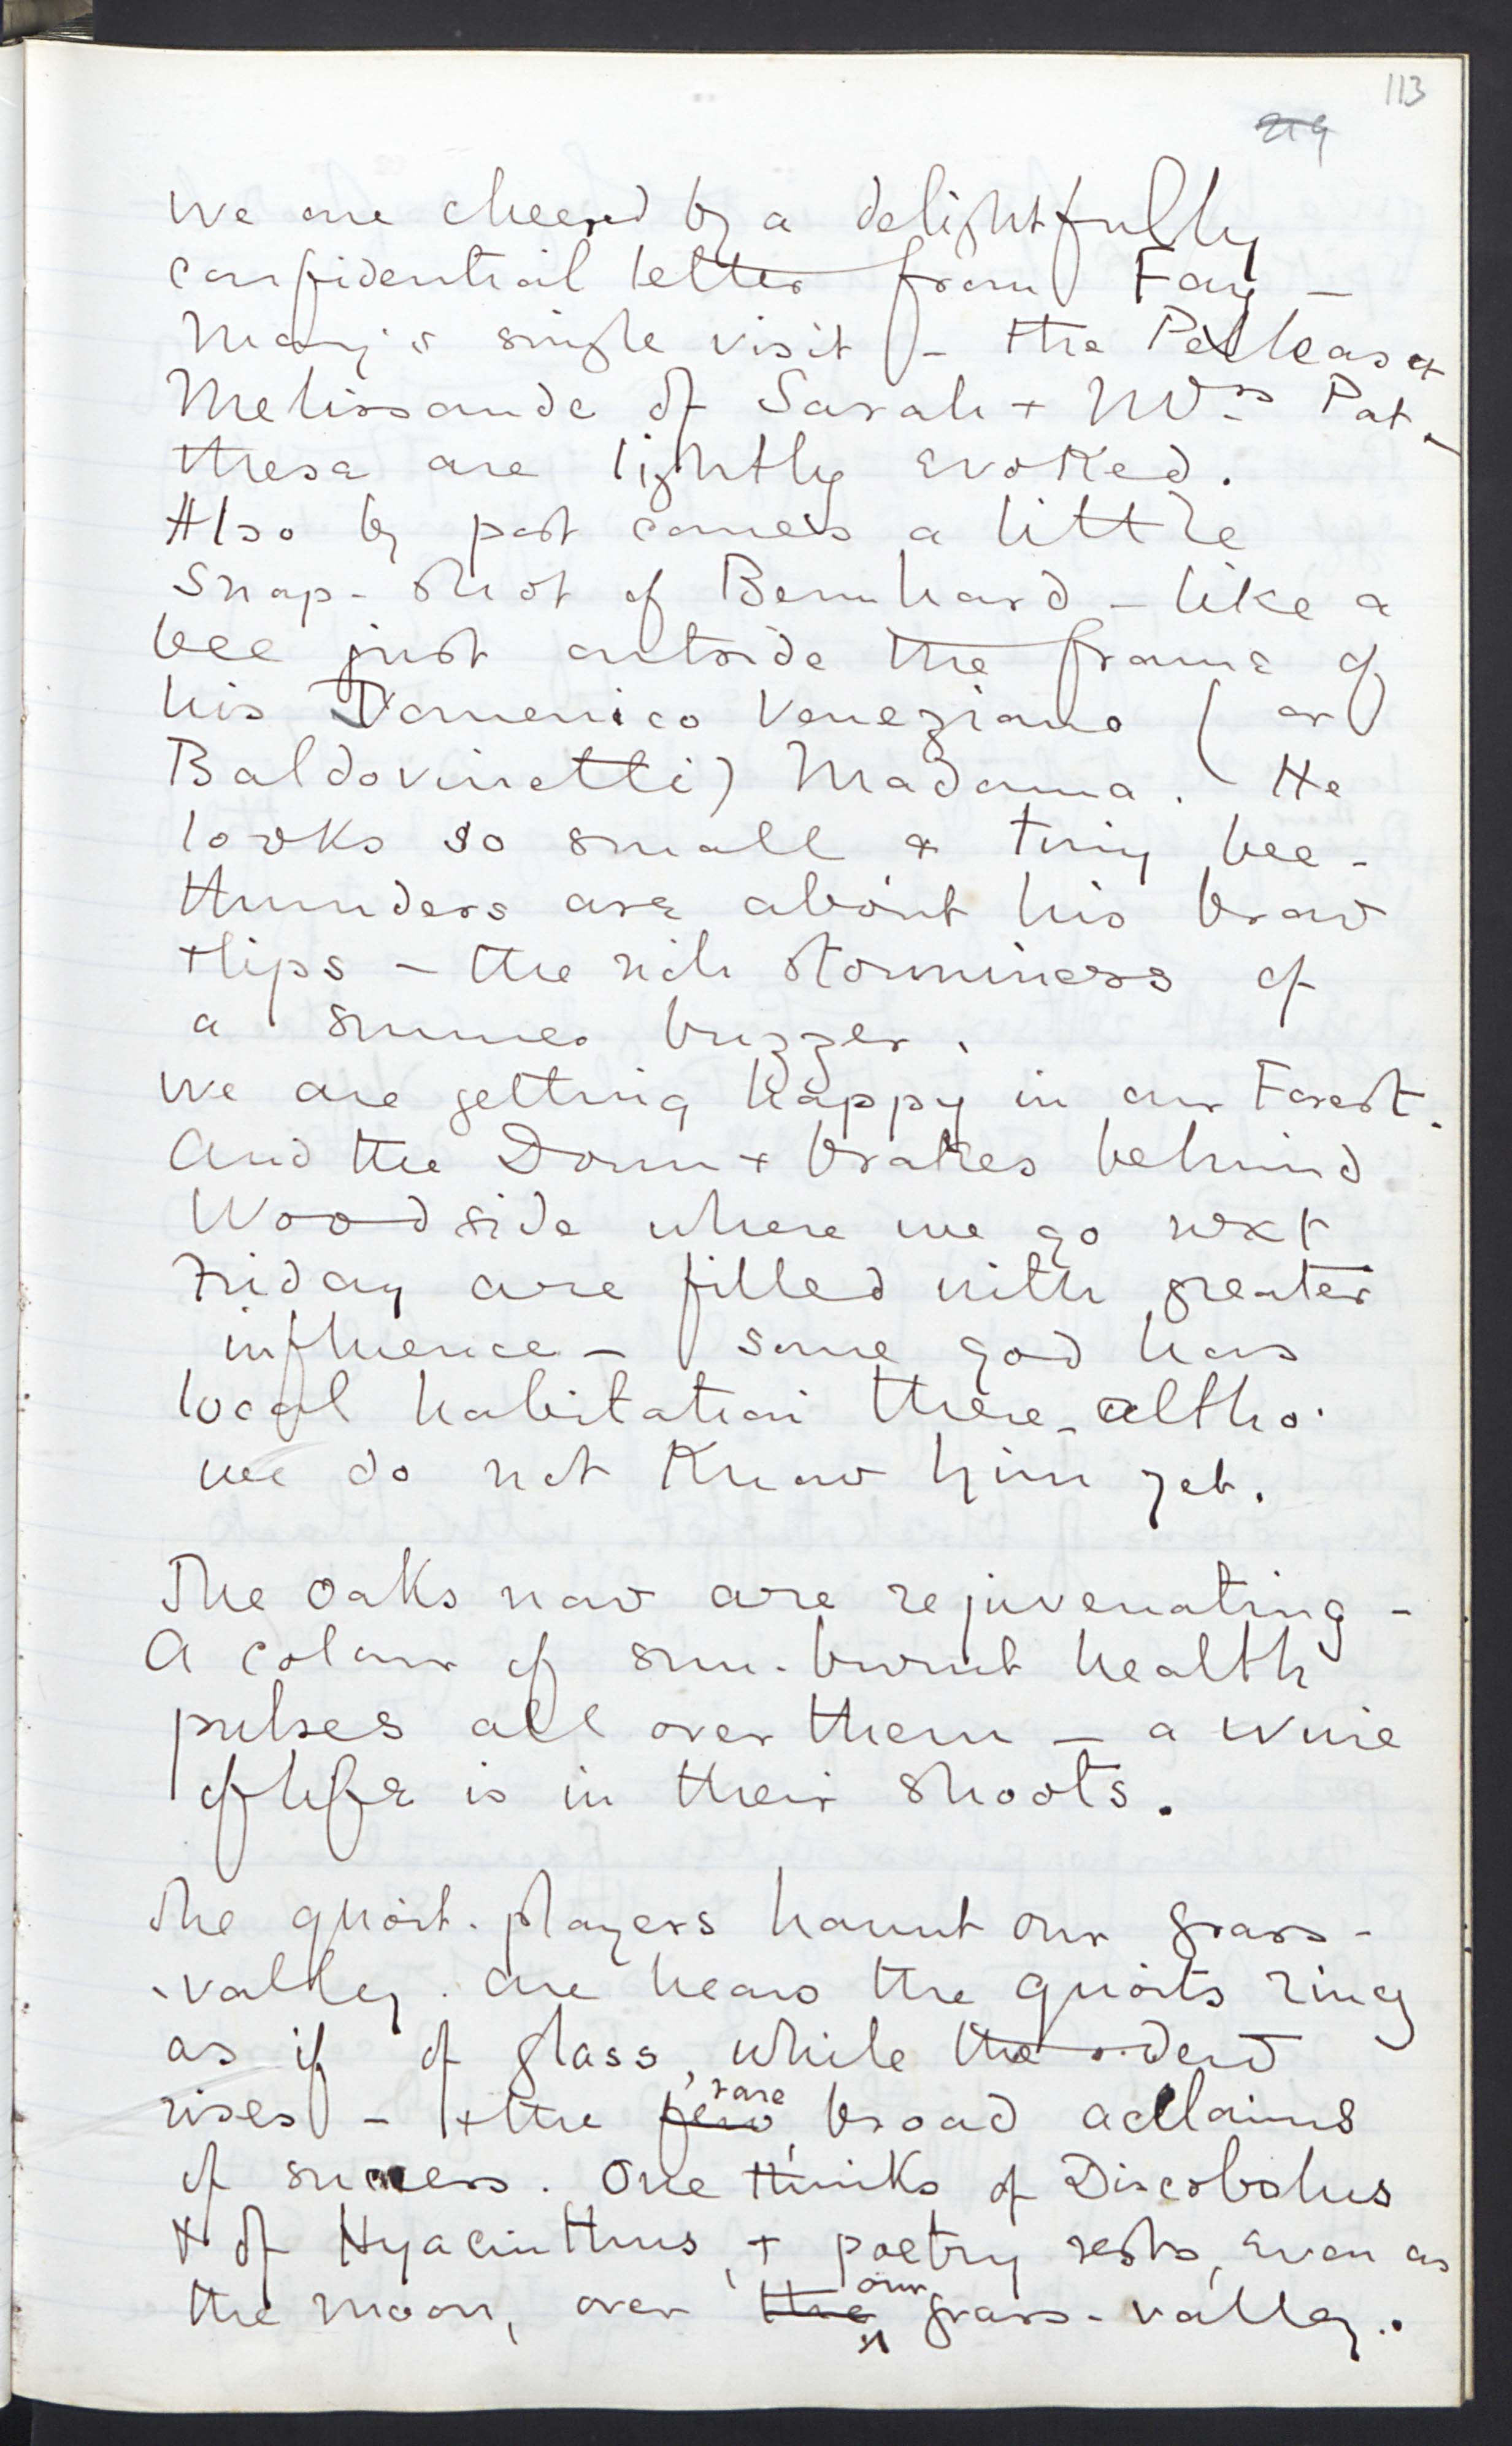 113
219
We are cheered by a delightfully
confidential letter from Fay —
Mary's single visit — the Pelleas &
Melissande of Sarah + Mrs Pat —
these are lightly evoked.
Also by post comes a little
Snap-shot of Bernhard — like a
bee just outside the frame of
his Domenico Veneziano (or
Baldovinetti) Madonna. He
looks so small & tiny bee -
thunders are about his brow
+ lips — the rich storminess of
a summer buzzer.
We are getting happy in our Forest.
And the Down + brakes behind
Woodside where we go next
Friday are filled with greater
influence — some god has
local habitation there - altho'
we do not know him yet.
The Oaks now are rejuvenating -
A colour of sun-burnt health
pulses all over them — a wine
of life is in their shoots.
The quoit-players haunt our grass-
-valley. One hears the quoits ring
as if of glass, while the dew
rises — + the few rare, broad acclaims
of success. One thinks of Discobolus
& of Hyacinthus, + poetry rests, even as
the moon, over the our grass-valley.